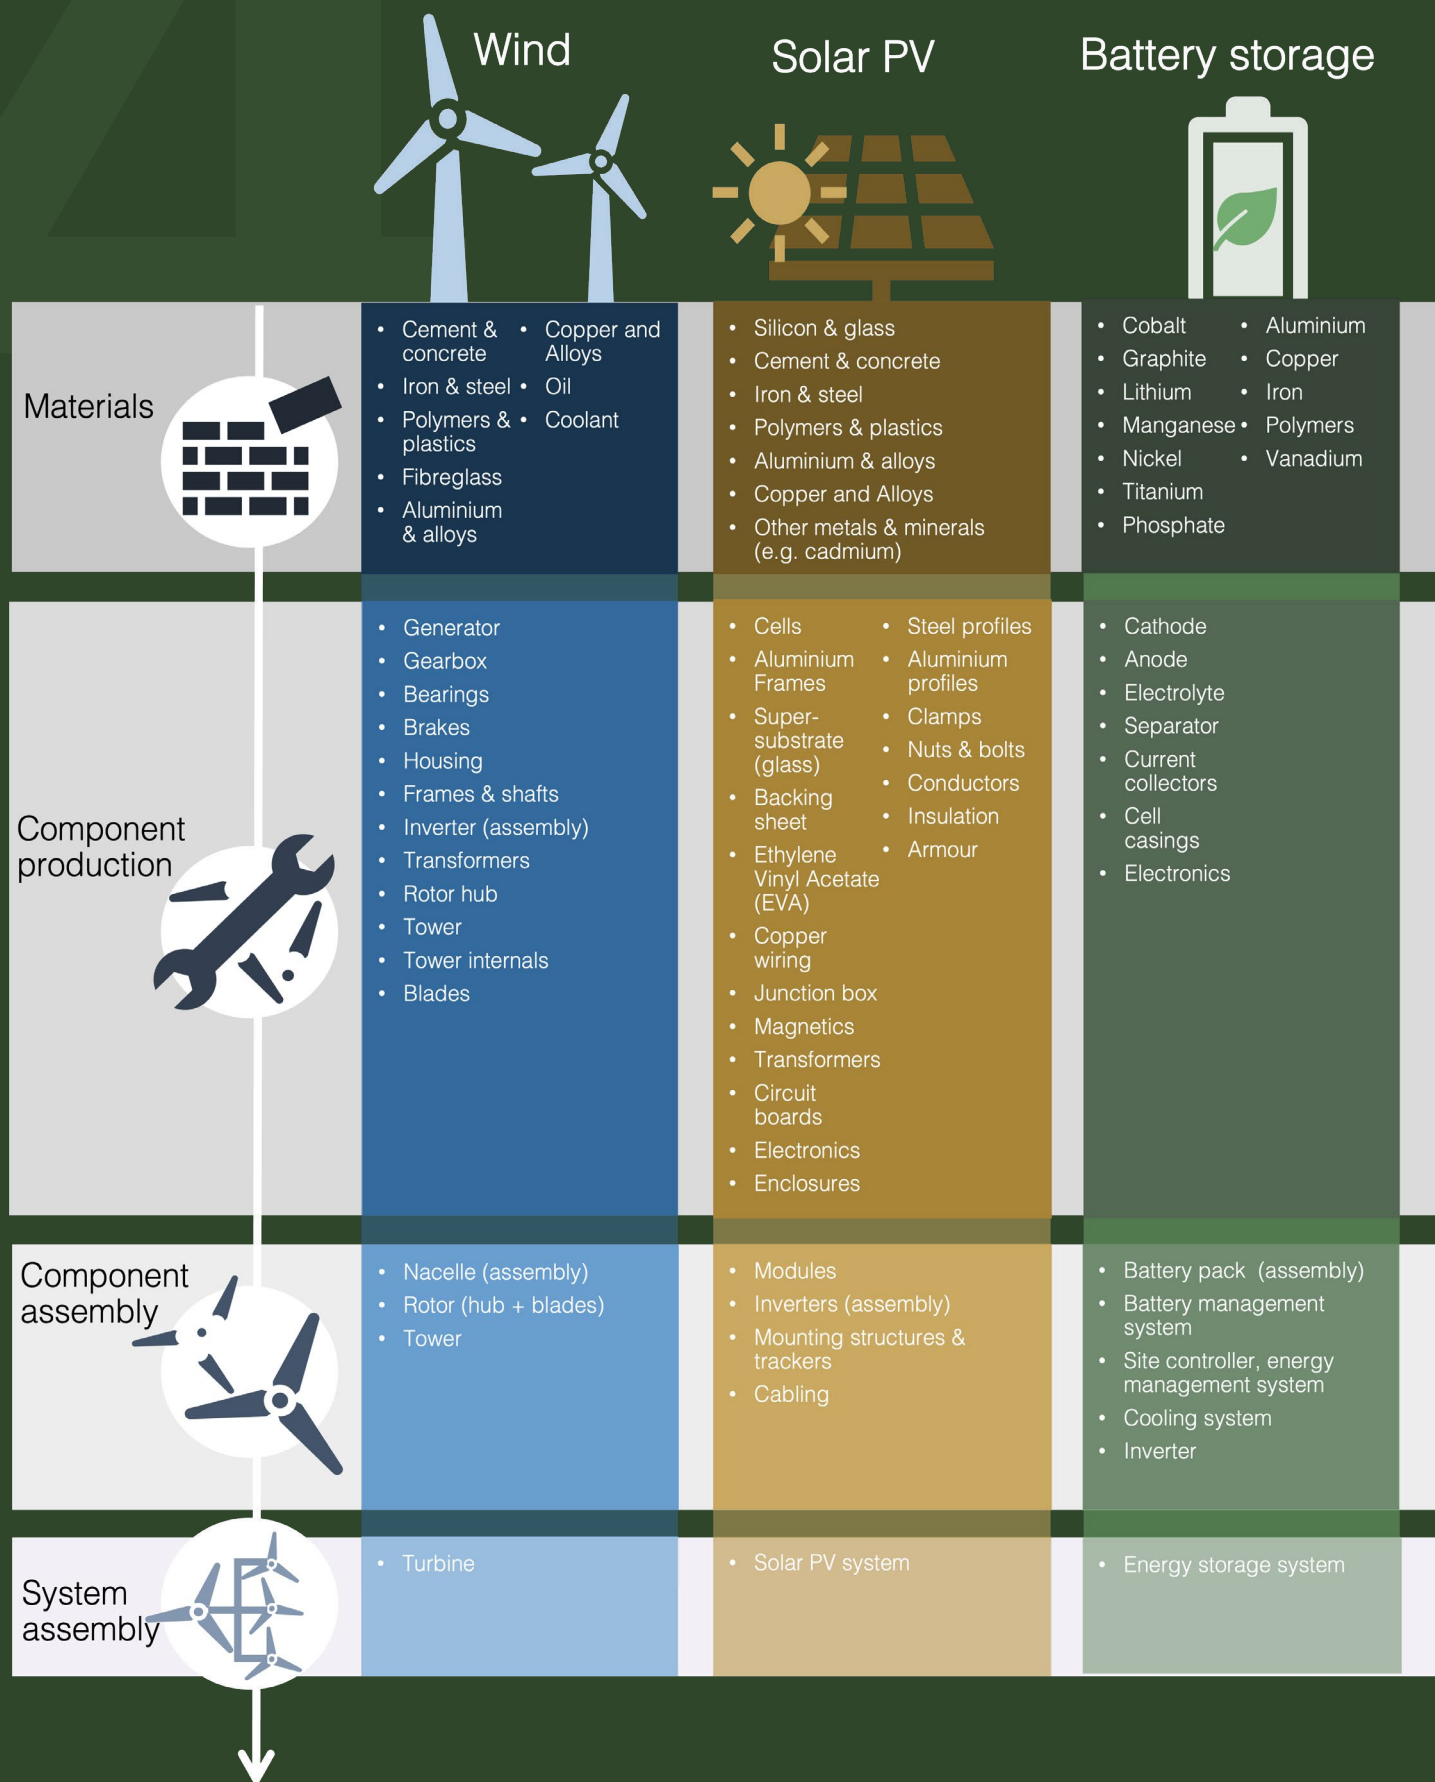 Wind
Solar PV
Battery storage
Materials
• Cement &
concrete
• Iron & steel
• Polymers &
plastics
• Fibreglass
• Aluminium
& alloys
• Copper and
Alloys
• Oil
• Coolant
• Silicon & glass
• Cement & concrete
• Iron & steel
• Polymers & plastics
• Aluminium & alloys
• Copper and Alloys
• Other metals & minerals
(e.g. cadmium)
• Cobalt
• Graphite
• Lithium
• Manganese
• Nickel
• Titanium
• Phosphate
• Aluminium
• Copper
• Iron
• Polymers
• Vanadium
Component
production
• Generator
• Gearbox
• Bearings
• Brakes
• Housing
• Frames & shafts
• Inverter (assembly)
• Transformers
• Rotor hub
• Tower
• Tower internals
• Blades
• Cells
• Aluminium
Frames
• Super-
substrate
(glass)
• Backing
sheet
• Ethylene
Vinyl Acetate
(EVA)
• Copper
wiring
• Junction box
• Magnetics
• Transformers
• Circuit
boards
• Electronics
• Enclosures
• Steel profiles
• Aluminium
profiles
• Clamps
• Nuts & bolts
• Conductors
• Insulation
• Armour
• Cathode
• Anode
• Electrolyte
• Separator
• Current
collectors
• Cell
casings
• Electronics
Component
assembly
• Nacelle (assembly)
• Rotor (hub + blades)
• Tower
• Modules
• Inverters (assembly)
• Mounting structures &
trackers
• Cabling
• Battery pack (assembly)
• Battery management
system
• Site controller, energy
management system
• Cooling system
• Inverter
System
assembly
• Turbine
• Solar PV system
• Energy storage system